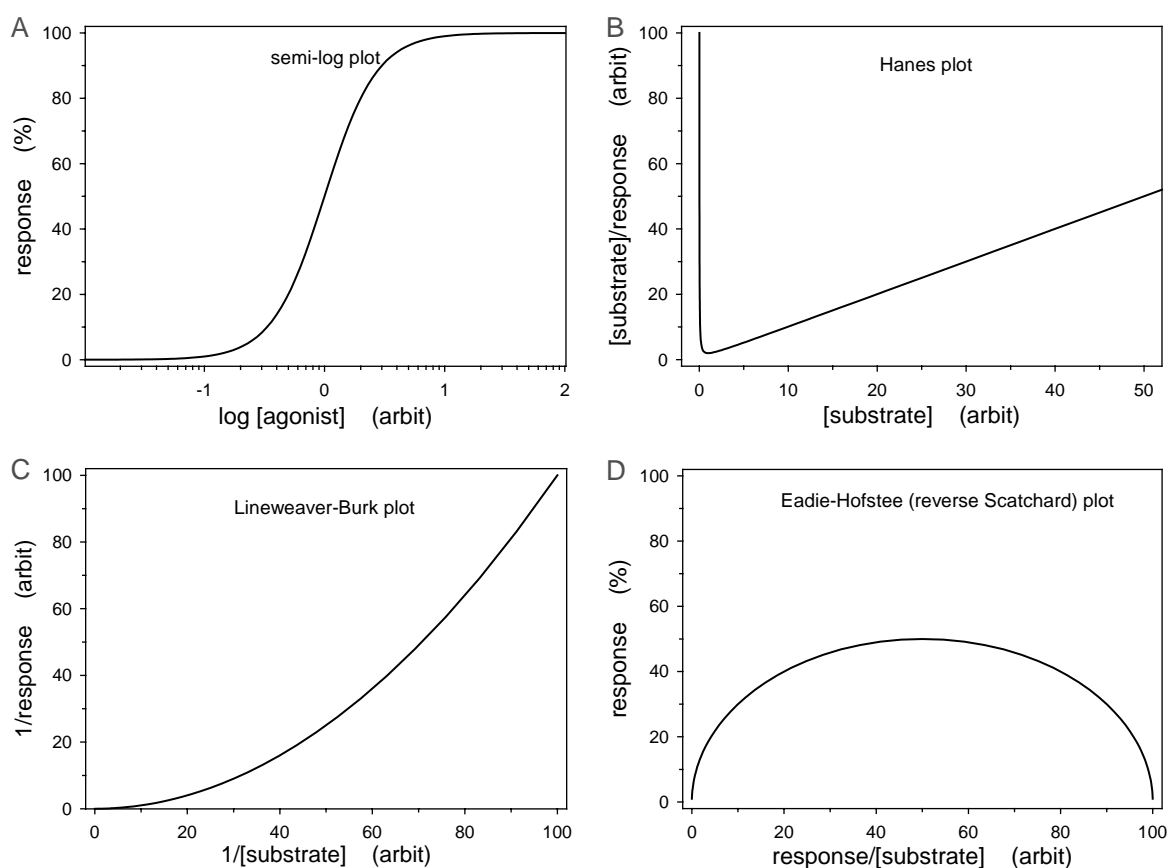 A
semi-log plot
response (%)
100
80
60
40
20
0
-1
0
1
2
log [agonist] (arbit)
B
Hanes plot
[substrate]/response (arbit)
100
80
60
40
20
0
0
10
20
30
40
50
[substrate] (arbit)
C
Lineweaver-Burk plot
1/response (arbit)
100
80
60
40
20
0
0
20
40
60
80
100
1/[substrate] (arbit)
D
Eadie-Hofstee (reverse Scatchard) plot
response (%)
100
80
60
40
20
0
0
20
40
60
80
100
response/[substrate] (arbit)